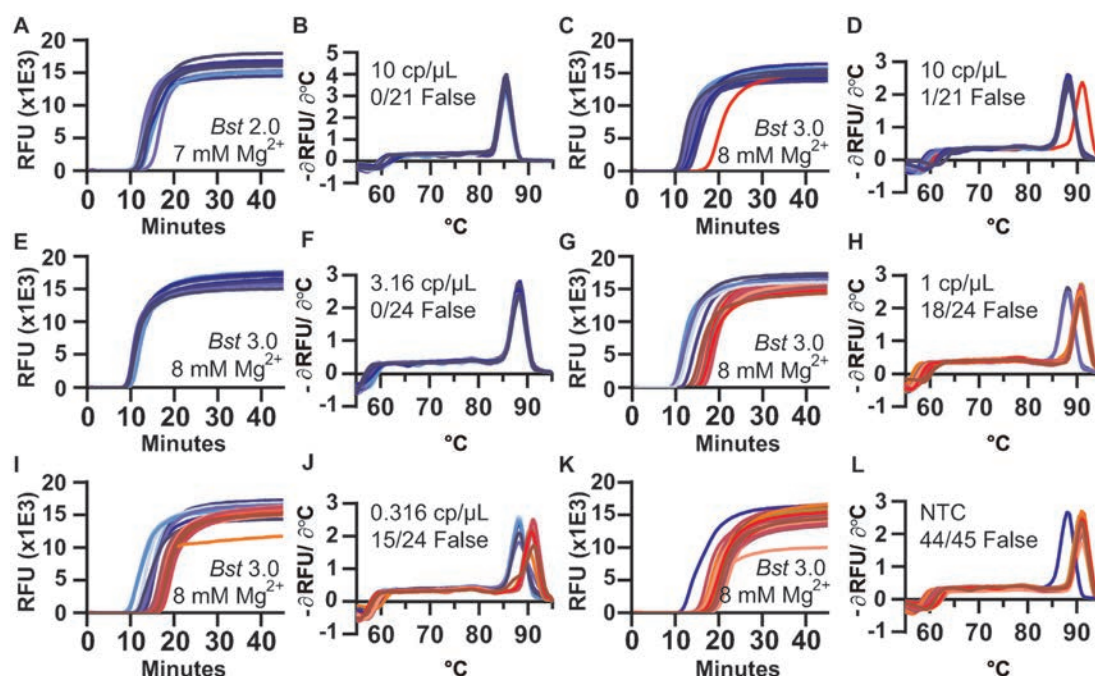 A
RFU (x1E3)
20
15
10
5
0
Bst 2.0
7 mM Mg2+
0 10 20 30 40
Minutes
B
-∂RFU/ ∂°C
5
4
3
2
1
0
-1
10 cp/µL
0/21 False
60 70 80 90
°C
C
RFU (x1E3)
20
15
10
5
0
Bst 3.0
8 mM Mg2+
0 10 20 30 40
Minutes
D
-∂RFU/ ∂°C
3
2
1
0
-1
10 cp/µL
1/21 False
60 70 80 90
°C
E
RFU (x1E3)
20
15
10
5
0
Bst 3.0
8 mM Mg2+
0 10 20 30 40
Minutes
F
-∂RFU/ ∂°C
3
2
1
0
-1
3.16 cp/µL
0/24 False
60 70 80 90
°C
G
RFU (x1E3)
20
15
10
5
0
Bst 3.0
8 mM Mg2+
0 10 20 30 40
Minutes
H
-∂RFU/ ∂°C
3
2
1
0
-1
1 cp/µL
18/24 False
60 70 80 90
°C
I
RFU (x1E3)
20
15
10
5
0
Bst 3.0
8 mM Mg2+
0 10 20 30 40
Minutes
J
-∂RFU/ ∂°C
3
2
1
0
-1
0.316 cp/µL
15/24 False
60 70 80 90
°C
K
RFU (x1E3)
20
15
10
5
0
Bst 3.0
8 mM Mg2+
0 10 20 30 40
Minutes
L
-∂RFU/ ∂°C
3
2
1
0
-1
NTC
44/45 False
60 70 80 90
°C